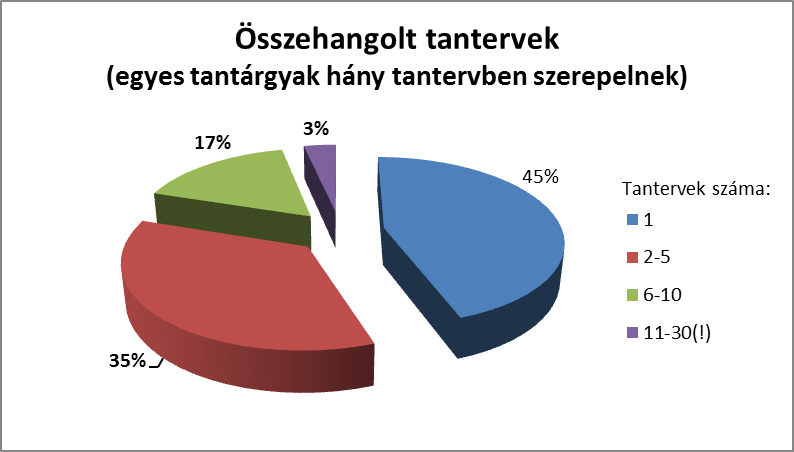 Összehangolt tantervek
(egyes tantárgyak hány tantervben szerepelnek)
3%
17%
45%
35%
Tantervek száma:
1
2-5
6-10
11-30(!)